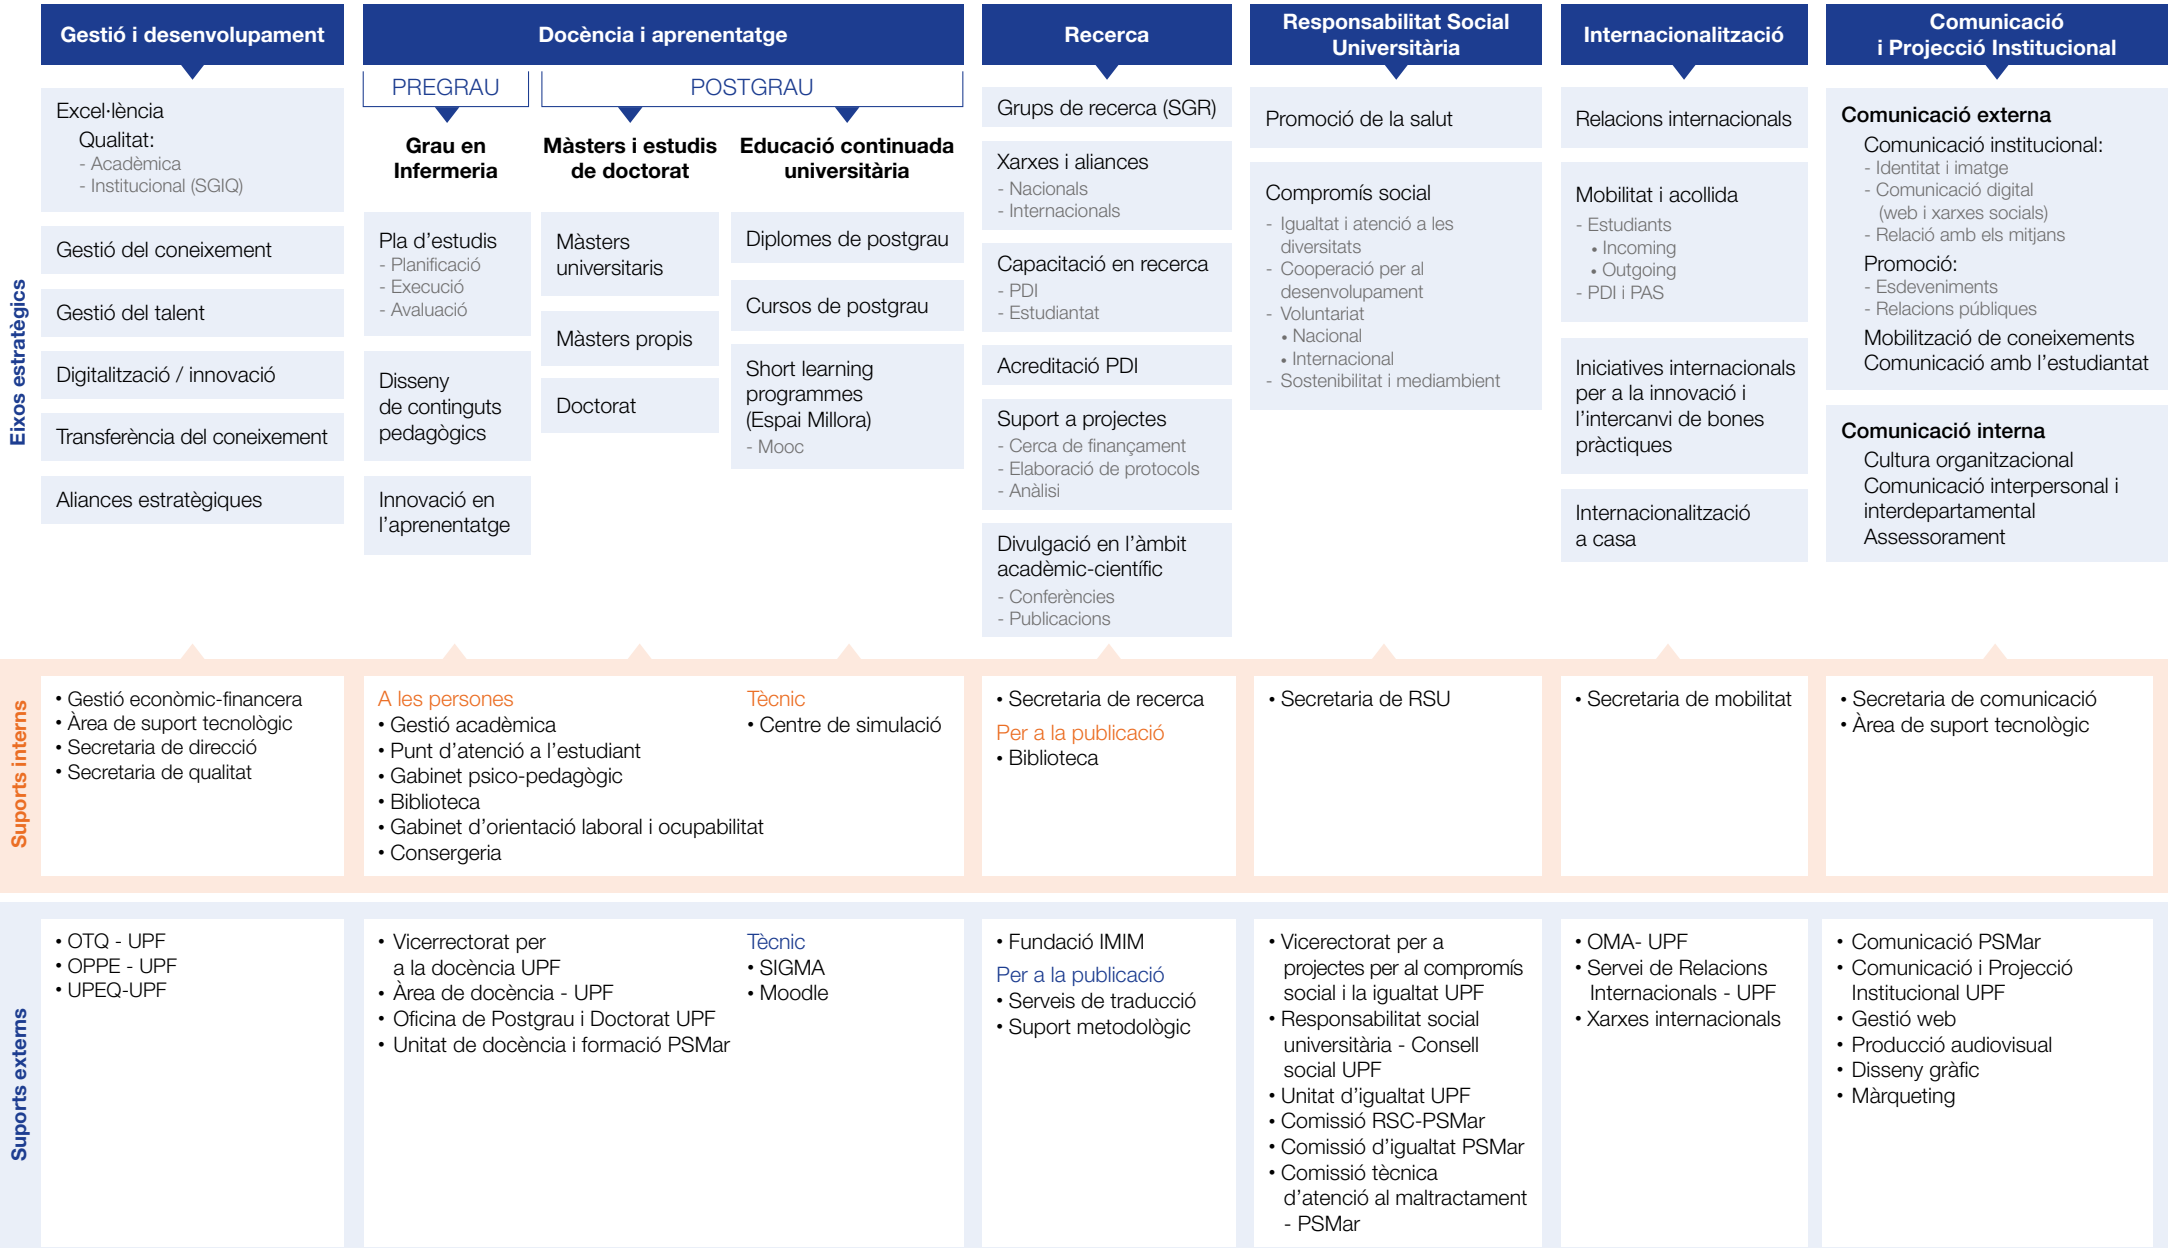 Eixos estratègics
Gestió i desenvolupament
Excel·lència
Qualitat:
- Acadèmica
- Institucional (SGIQ)
Gestió del coneixement
Gestió del talent
Digitalització / innovació
Transferència del coneixement
Aliances estratègiques
Docència i aprenentatge
PREGRAU
Grau en
Infermeria
Pla d’estudis
- Planificació
- Execució
- Avaluació
Disseny
de continguts
pedagògics
Innovació en
l’aprenentatge
POSTGRAU
Màsters i estudis
de doctorat
Màsters
universitaris
Màsters propis
Doctorat
Educació continuada
universitària
Diplomes de postgrau
Cursos de postgrau
Short learning
programmes
(Espai Millora)
- Mooc
Recerca
Grups de recerca (SGR)
Xarxes i aliances
- Nacionals
- Internacionals
Capacitació en recerca
- PDI
- Estudiantat
Acreditació PDI
Suport a projectes
- Cerca de finançament
- Elaboració de protocols
- Anàlisi
Divulgació en l’àmbit
acadèmic-científic
- Conferències
- Publicacions
Responsabilitat Social
Universitària
Promoció de la salut
Compromís social
- Igualtat i atenció a les
diversitats
- Cooperació per al
desenvolupament
- Voluntariat
• Nacional
• Internacional
- Sostenibilitat i mediambient
Internacionalització
Relacions internacionals
Mobilitat i acollida
- Estudiants
• Incoming
• Outgoing
- PDI i PAS
Iniciatives internacionals
per a la innovació i
l’intercanvi de bones
pràctiques
Internacionalització
a casa
Comunicació
i Projecció Institucional
Comunicació externa
Comunicació institucional:
- Identitat i imatge
- Comunicació digital
(web i xarxes socials)
- Relació amb els mitjans
Promoció:
- Esdeveniments
- Relacions públiques
Mobilització de coneixements
Comunicació amb l’estudiantat
Comunicació interna
Cultura organitzacional
Comunicació interpersonal i
interdepartamental
Assessorament
Suports interns
• Gestió econòmic-financera
• Àrea de suport tecnològic
• Secretaria de direcció
• Secretaria de qualitat
A les persones
• Gestió acadèmica
• Punt d’atenció a l’estudiant
• Gabinet psico-pedagògic
• Biblioteca
• Gabinet d’orientació laboral i ocupabilitat
• Consergeria
Tècnic
• Centre de simulació
• Secretaria de recerca
Per a la publicació
• Biblioteca
• Secretaria de RSU
• Secretaria de mobilitat
• Secretaria de comunicació
• Àrea de suport tecnològic
Suports externs
• OTQ - UPF
• OPPE - UPF
• UPEQ-UPF
• Vicerrectorat per
a la docència UPF
• Àrea de docència - UPF
• Oficina de Postgrau i Doctorat UPF
• Unitat de docència i formació PSMar
Tècnic
• SIGMA
• Moodle
• Fundació IMIM
Per a la publicació
• Serveis de traducció
• Suport metodològic
• Vicerectorat per a
projectes per al compromís
social i la igualtat UPF
• Responsabilitat social
universitària - Consell
social UPF
• Unitat d’igualtat UPF
• Comissió RSC-PSMar
• Comissió d’igualtat PSMar
• Comissió tècnica
d’atenció al maltractament
- PSMar
• OMA- UPF
• Servei de Relacions
Internacionals - UPF
• Xarxes internacionals
• Comunicació PSMar
• Comunicació i Projecció
Institucional UPF
• Gestió web
• Producció audiovisual
• Disseny gràfic
• Màrqueting